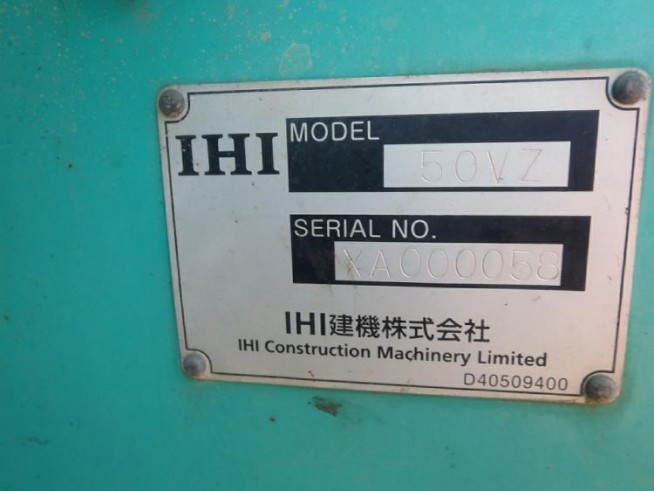 IHI
MODEL
50VZ
SERIAL NO.
XA000058
IHI建機株式会社
IHI Construction Machinery Limited
D40509400